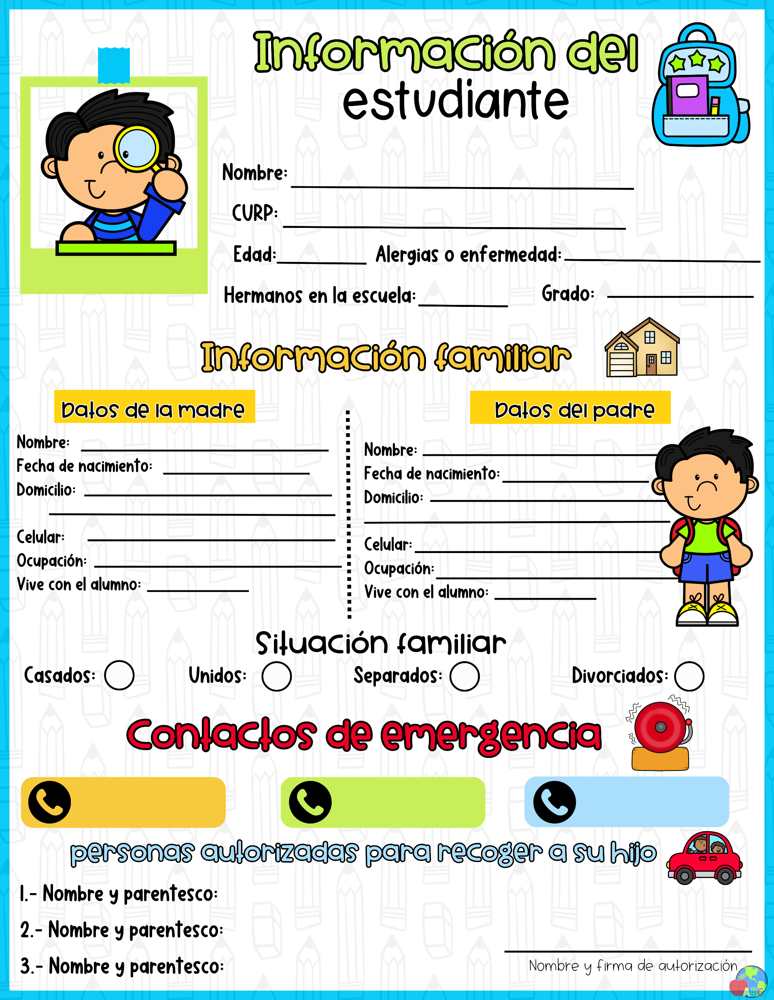 Información del
estudiante
Nombre:
CURP:
Edad: Alergias o enfermedad:
Hermanos en la escuela: Grado:
Información familiar
Datos de la madre
Nombre:
Fecha de nacimiento:
Domicilio:
Celular:
Ocupación:
Vive con el alumno:
Datos del padre
Nombre:
Fecha de nacimiento:
Domicilio:
Celular:
Ocupación:
Vive con el alumno:
Situación familiar
Casados: Unidos: Separados: Divorciados:
Contactos de emergencia
personas autorizadas para recoger a su hijo
1.- Nombre y parentesco:
2.- Nombre y parentesco:
3.- Nombre y parentesco:
Nombre y firma de autorización
ABC